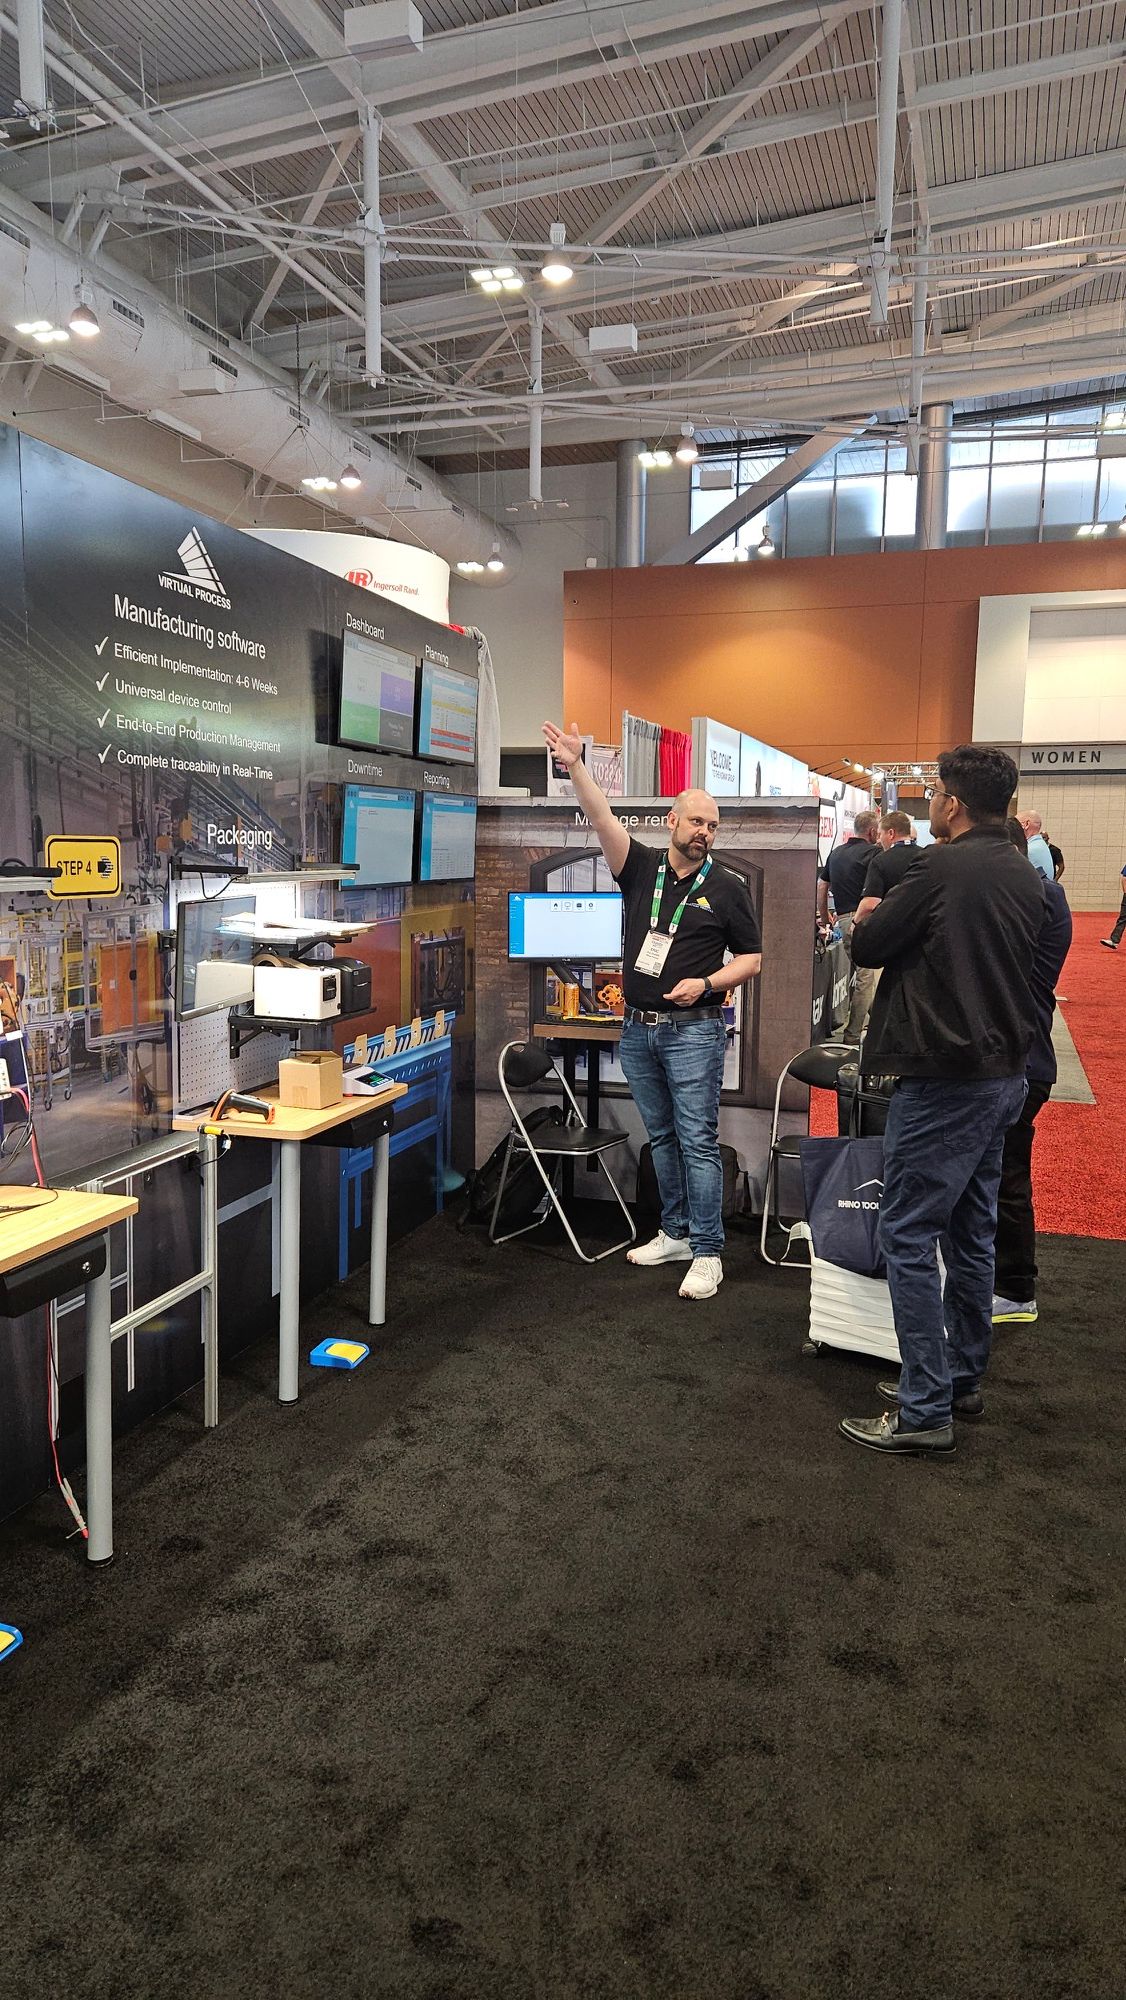 VIRTUAL PROCESS
Manufacturing software
✓ Efficient Implementation: 4-6 Weeks
✓ Universal device control
✓ End-to-End Production Management
✓ Complete traceability in Real-Time
IR Ingersoll Rand
Dashboard
Planning
Downtime
Reporting
Packaging
STEP 4
WOMEN
RHINO TOOL